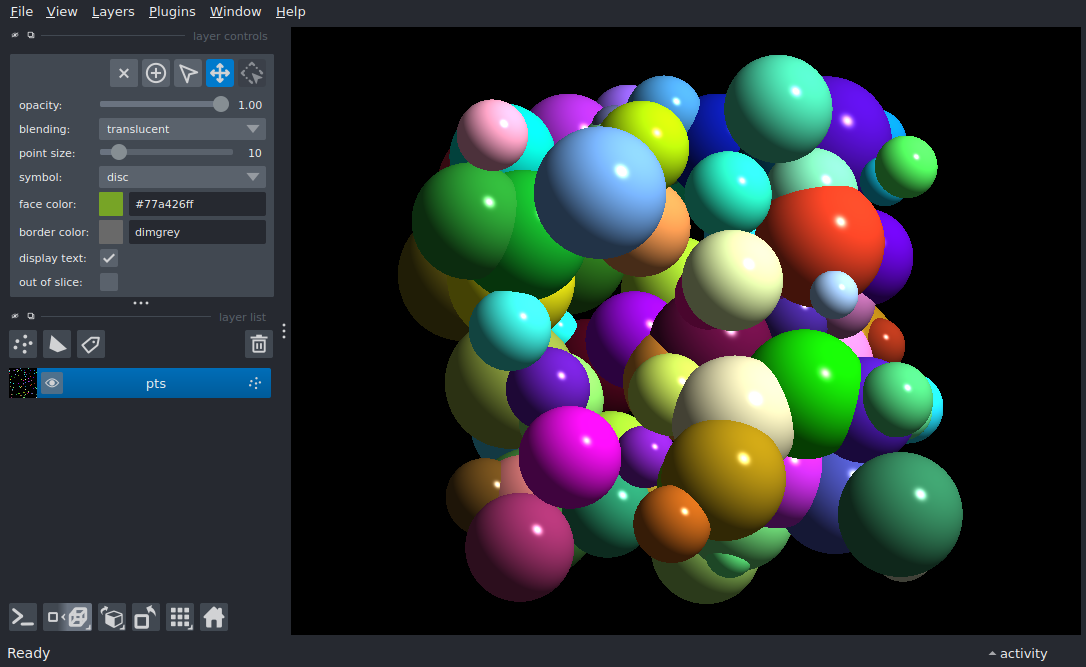 File View Layers Plugins Window Help
layer controls
opacity: 1.00
blending: translucent
point size: 10
symbol: disc
face color: #77a426ff
border color: dimgrey
display text:
out of slice:
layer list
pts
Ready activity